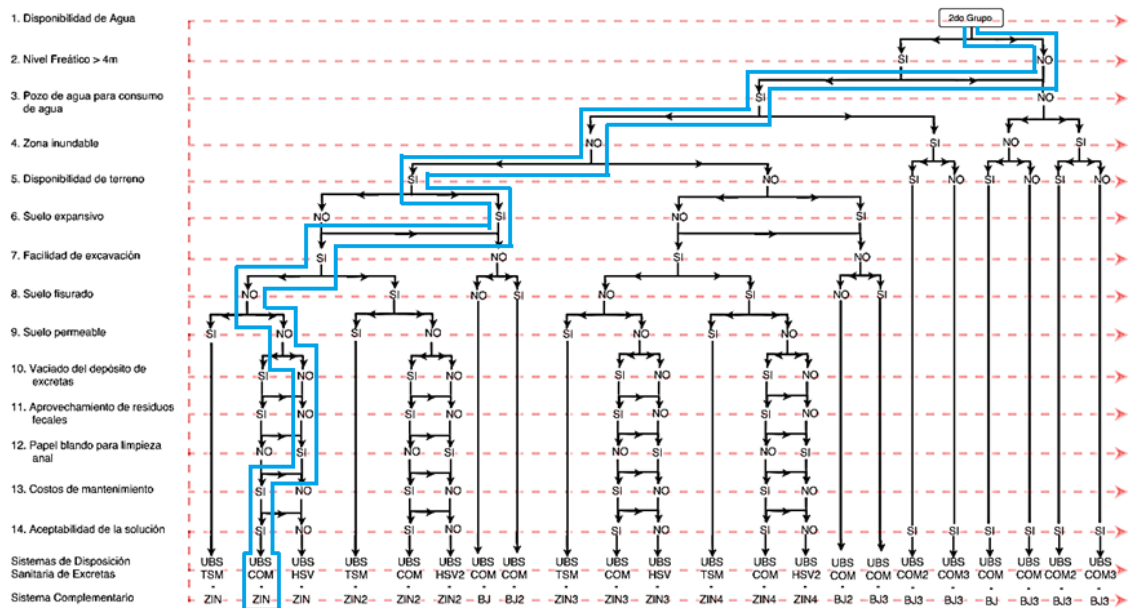 1. Disponibilidad de Agua 2do Grupo
2. Nivel Freático > 4m SI NO
3. Pozo de agua para consumo SI NO
de agua
4. Zona inundable NO SI NO SI
5. Disponibilidad de terreno SI NO SI NO SI NO SI NO
6. Suelo expansivo NO SI NO SI
7. Facilidad de excavación SI NO SI NO
8. Suelo fisurado NO SI NO SI NO SI NO SI
9. Suelo permeable SI NO SI NO SI NO SI NO
10. Vaciado del depósito de SI NO SI NO SI NO SI NO
excretas
11. Aprovechamiento de residuos SI NO SI NO SI NO SI NO
fecales
12. Papel blando para limpieza NO SI NO SI NO SI NO SI
anal
13. Costos de mantenimiento SI NO SI NO SI NO SI NO
14. Aceptabilidad de la solución SI NO SI NO SI NO SI NO SI SI SI SI SI SI
Sistemas de Disposición UBS UBS UBS UBS UBS UBS UBS UBS UBS UBS UBS UBS UBS UBS UBS UBS UBS UBS UBS UBS UBS UBS
Sanitaria de Excretas TSM COM HSV TSM COM HSV2 COM COM TSM COM HSV TSM COM HSV2 COM COM COM2 COM3 COM COM COM2 COM3
- - - - - - - - - - - - - - - - - - - - - -
Sistema Complementario ZIN ZIN ZIN ZIN2 ZIN2 ZIN2 BJ BJ2 ZIN3 ZIN3 ZIN3 ZIN4 ZIN4 ZIN4 BJ2 BJ3 BJ3 BJ3 BJ BJ3 BJ3 BJ3